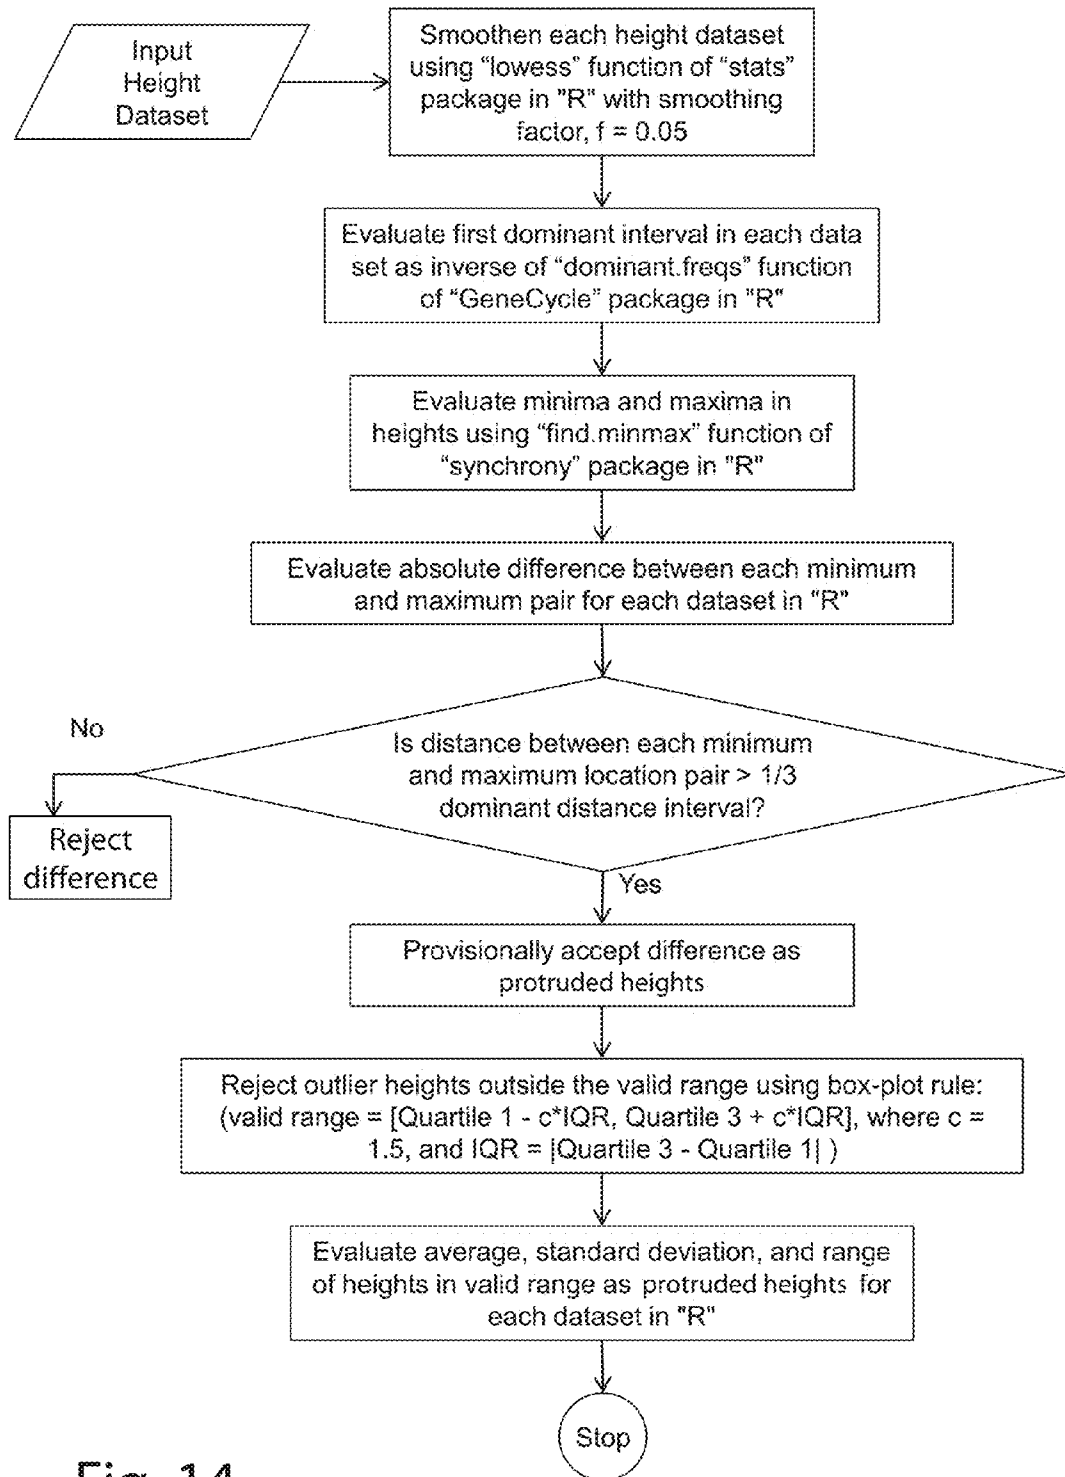 Input
Height
Dataset
Smoothen each height dataset
using “lowess” function of “stats”
package in "R" with smoothing
factor, f = 0.05
Evaluate first dominant interval in each data
set as inverse of “dominant.freqs” function
of “GeneCycle” package in "R"
Evaluate minima and maxima in
heights using “find.minmax” function of
“synchrony” package in "R"
Evaluate absolute difference between each minimum
and maximum pair for each dataset in "R"
No
Is distance between each minimum
and maximum location pair > 1/3
dominant distance interval?
Reject
difference
Yes
Provisionally accept difference as
protruded heights
Reject outlier heights outside the valid range using box-plot rule:
(valid range = [Quartile 1 - c*IQR, Quartile 3 + c*IQR], where c =
1.5, and IQR = |Quartile 3 - Quartile 1| )
Evaluate average, standard deviation, and range
of heights in valid range as protruded heights for
each dataset in "R"
Stop
Fig. 14